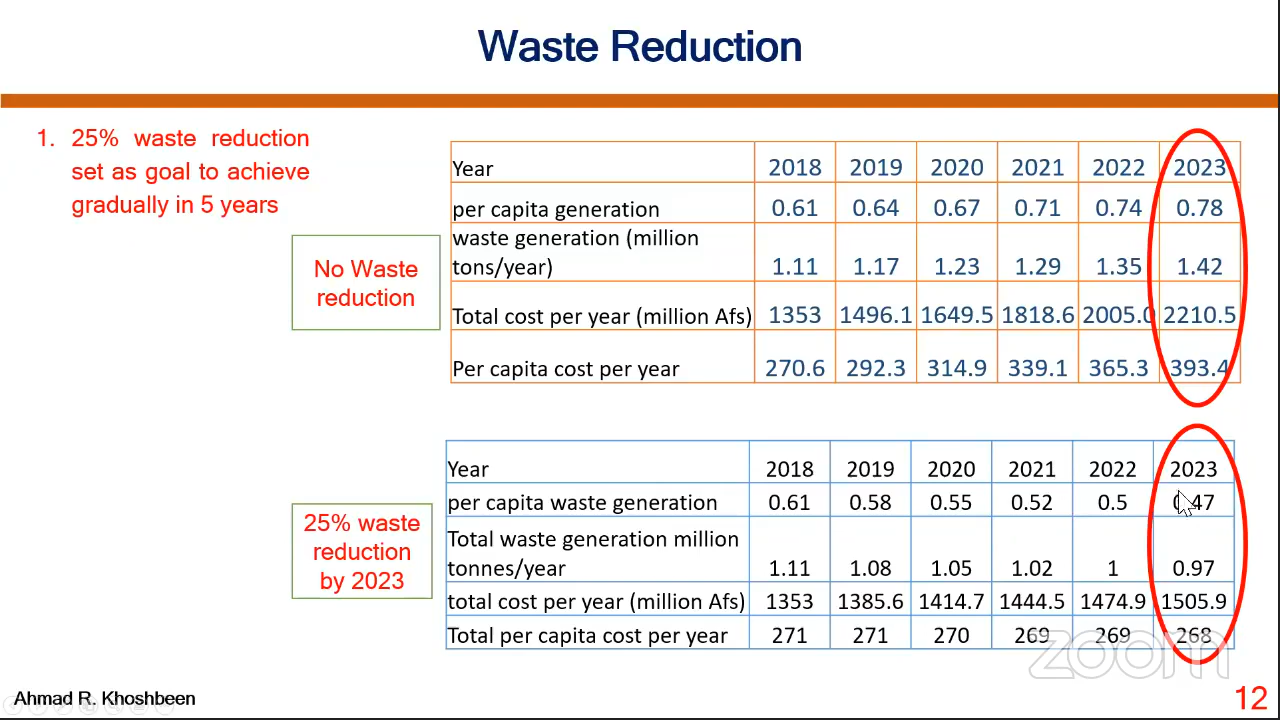 Waste Reduction
1. 25% waste reduction
set as goal to achieve
gradually in 5 years
No Waste
reduction
Year 2018 2019 2020 2021 2022 2023
per capita generation 0.61 0.64 0.67 0.71 0.74 0.78
waste generation (million
tons/year) 1.11 1.17 1.23 1.29 1.35 1.42
Total cost per year (million Afs) 1353 1496.1 1649.5 1818.6 2005.0 2210.5
Per capita cost per year 270.6 292.3 314.9 339.1 365.3 393.4
25% waste
reduction
by 2023
Year 2018 2019 2020 2021 2022 2023
per capita waste generation 0.61 0.58 0.55 0.52 0.5 0.47
Total waste generation million
tonnes/year 1.11 1.08 1.05 1.02 1 0.97
total cost per year (million Afs) 1353 1385.6 1414.7 1444.5 1474.9 1505.9
Total per capita cost per year 271 271 270 269 269 268
zoom
Ahmad R. Khoshbeen
12